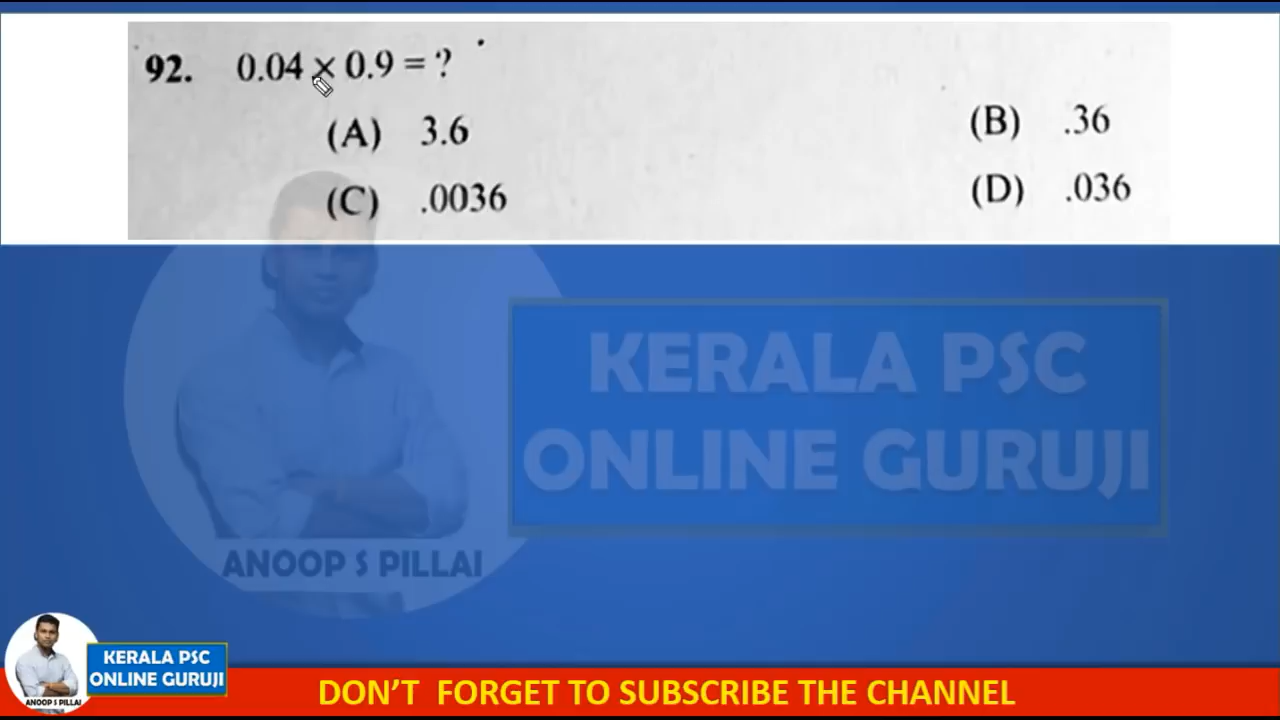 92. 0.04 × 0.9 = ?
(A) 3.6 (B) .36
(C) .0036 (D) .036
KERALA PSC
ONLINE GURUJI
ANOOP S PILLAI
KERALA PSC
ONLINE GURUJI
ANOOP S PILLAI
DON'T FORGET TO SUBSCRIBE THE CHANNEL